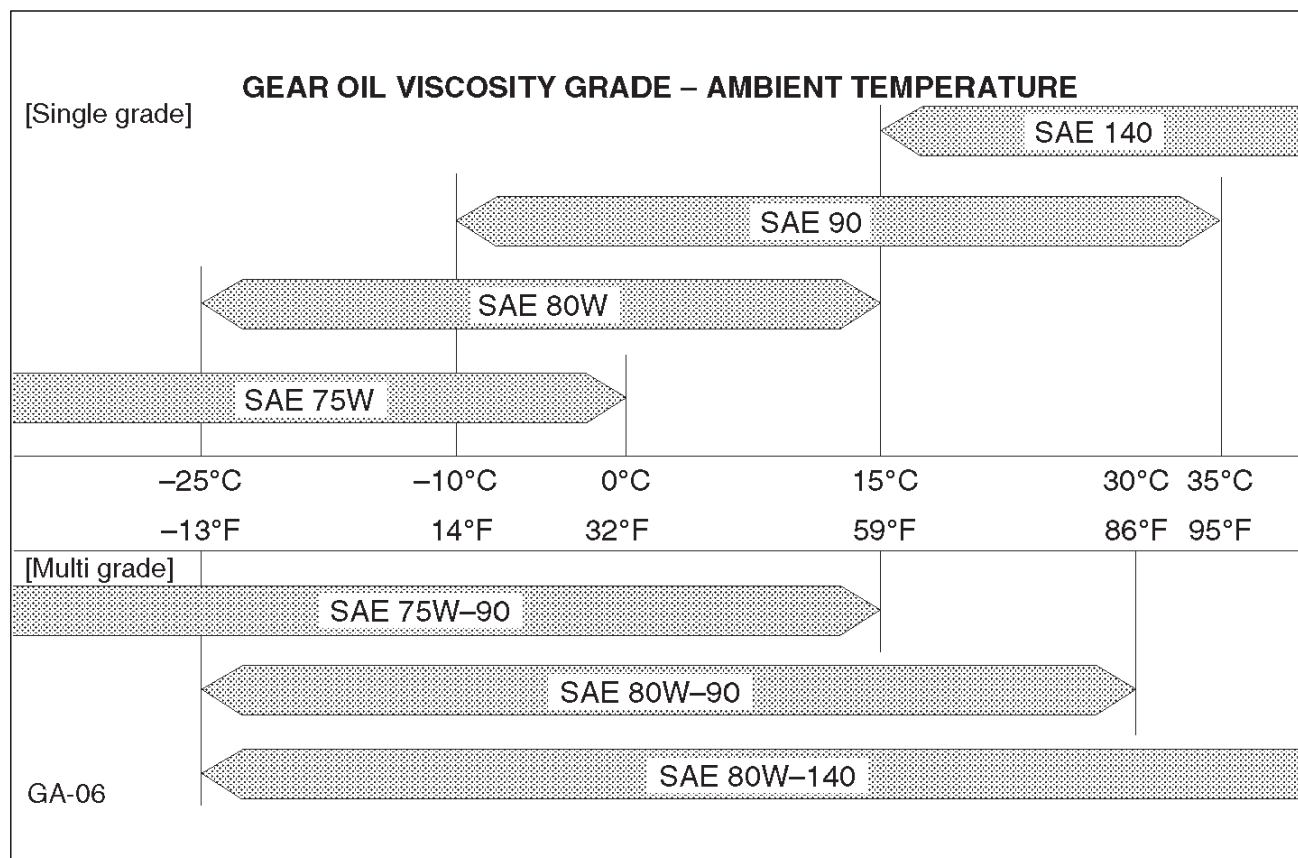 GEAR OIL VISCOSITY GRADE – AMBIENT TEMPERATURE
[Single grade]
SAE 140
SAE 90
SAE 80W
SAE 75W
–25°C –10°C 0°C 15°C 30°C 35°C
–13°F 14°F 32°F 59°F 86°F 95°F
[Multi grade]
SAE 75W–90
SAE 80W–90
SAE 80W–140
GA-06